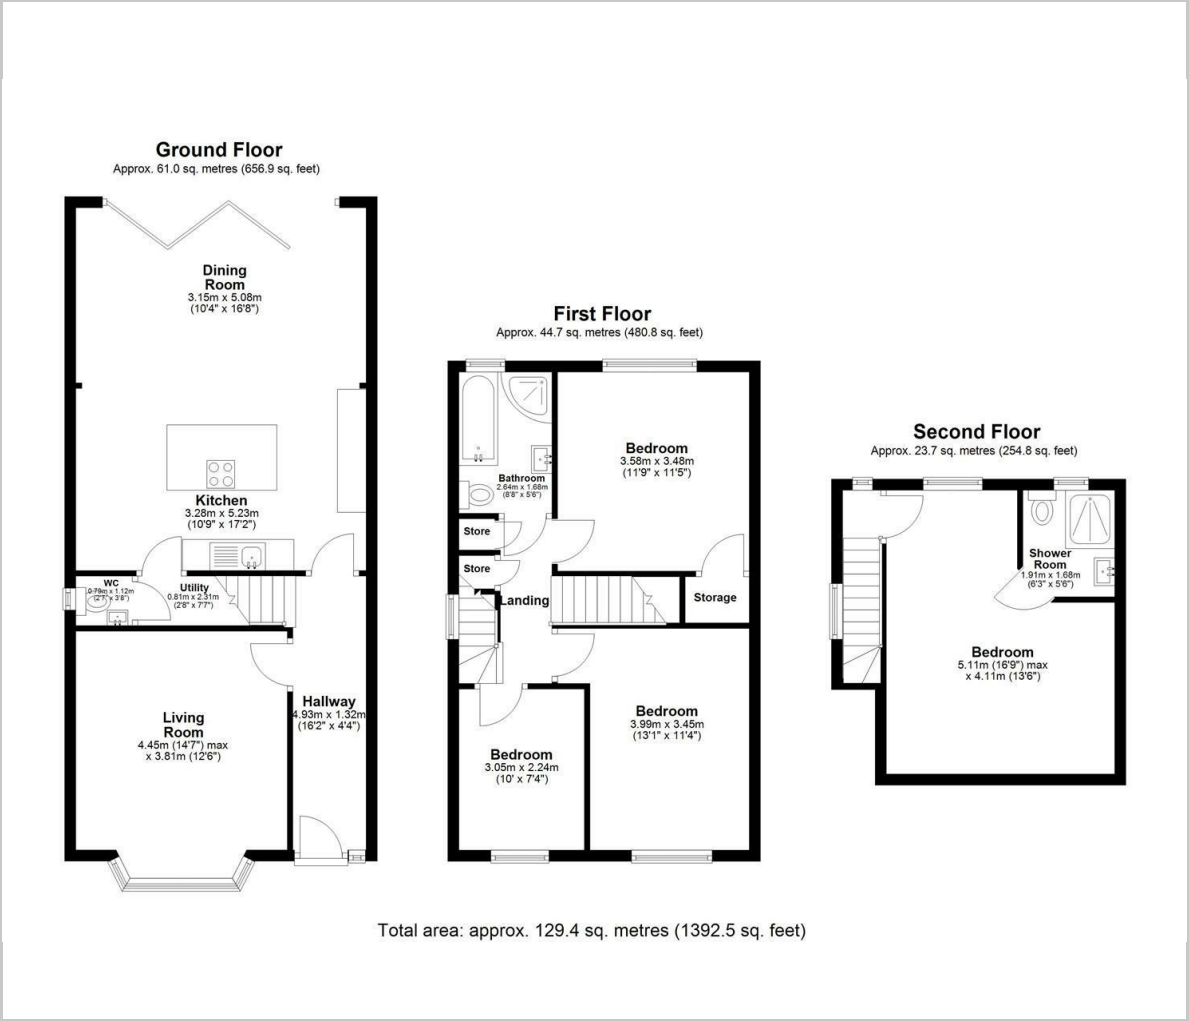 Ground Floor
Approx. 61.0 sq. metres (656.9 sq. feet)
Dining
Room
3.15m x 5.08m
(10'4" x 16'8")
Kitchen
3.28m x 5.23m
(10'9" x 17'2")
WC
0.79m x 1.12m
(2'7" x 3'8")
Utility
0.81m x 2.31m
(2'8" x 7'7")
Living
Room
4.45m (14'7") max
x 3.81m (12'6")
Hallway
4.93m x 1.32m
(16'2" x 4'4")
First Floor
Approx. 44.7 sq. metres (480.8 sq. feet)
Bedroom
3.58m x 3.48m
(11'9" x 11'5")
Bathroom
2.64m x 1.68m
(8'8" x 5'6")
Store
Store
Landing
Storage
Bedroom
3.99m x 3.45m
(13'1" x 11'4")
Bedroom
3.05m x 2.24m
(10' x 7'4")
Second Floor
Approx. 23.7 sq. metres (254.8 sq. feet)
Shower
Room
1.91m x 1.68m
(6'3" x 5'6")
Bedroom
5.11m (16'9") max
x 4.11m (13'6")
Total area: approx. 129.4 sq. metres (1392.5 sq. feet)